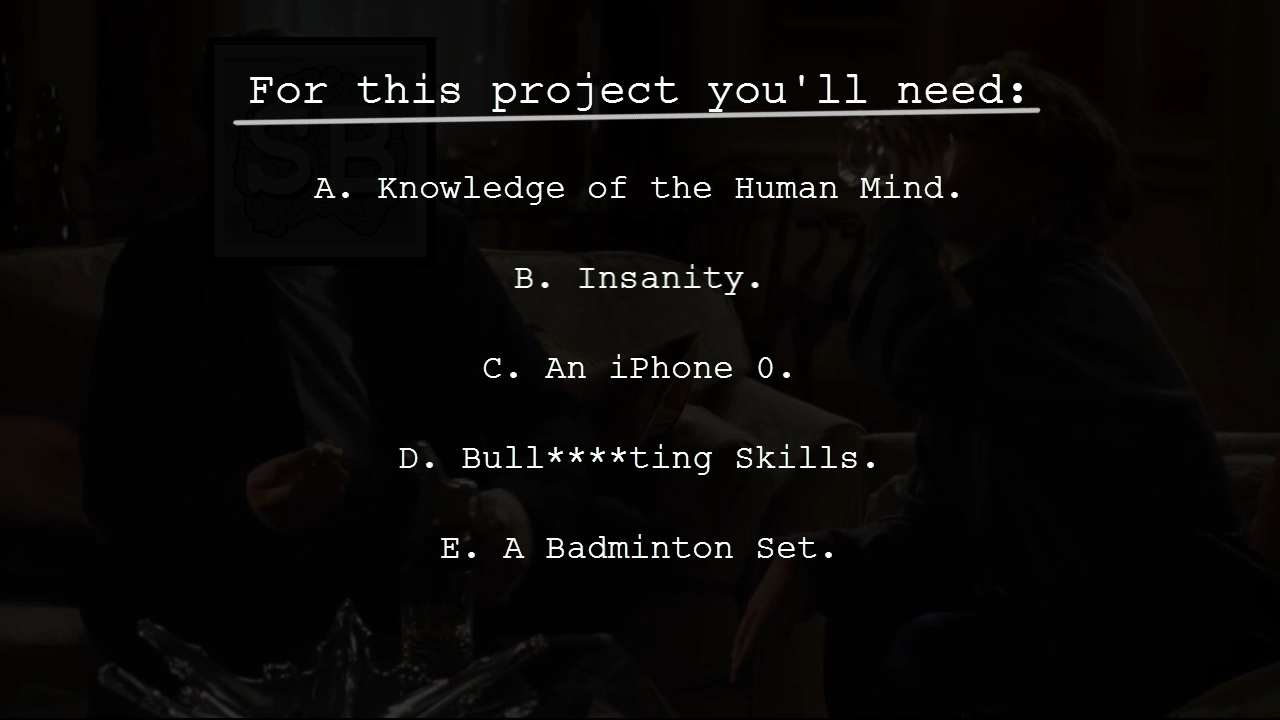 SB
For this project you'll need:
A. Knowledge of the Human Mind.
B. Insanity.
C. An iPhone 0.
D. Bull****ting Skills.
E. A Badminton Set.